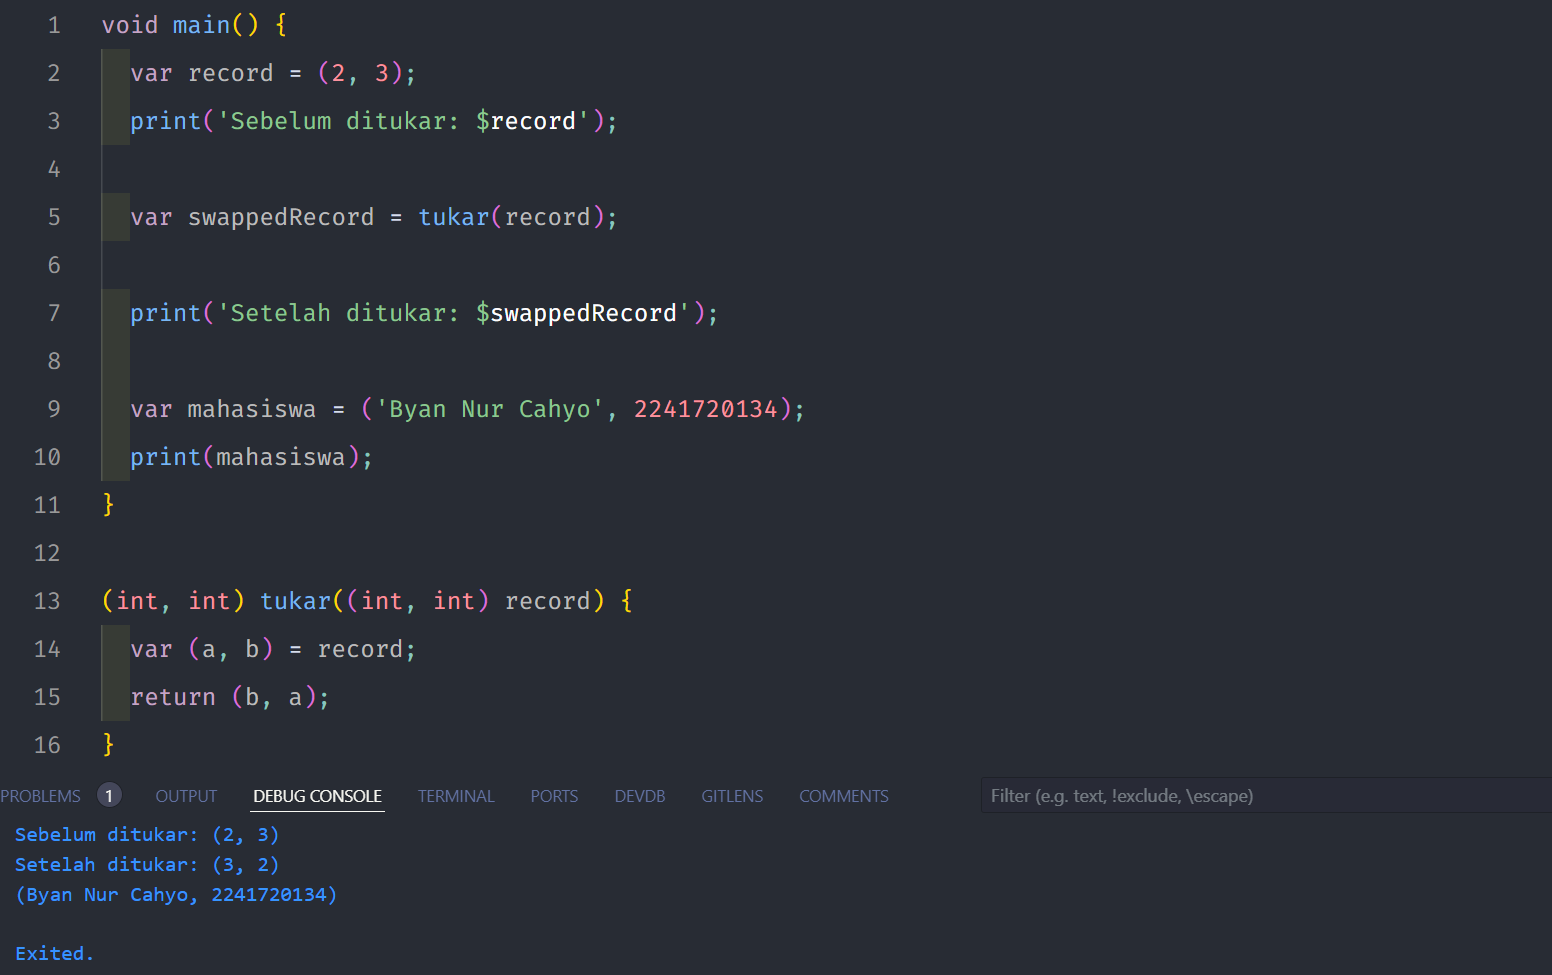 1 void main() {
2 var record = (2, 3);
3 print('Sebelum ditukar: $record');
4
5 var swappedRecord = tukar(record);
6
7 print('Setelah ditukar: $swappedRecord');
8
9 var mahasiswa = ('Byan Nur Cahyo', 2241720134);
10 print(mahasiswa);
11 }
12
13 (int, int) tukar((int, int) record) {
14 var (a, b) = record;
15 return (b, a);
16 }
PROBLEMS 1 OUTPUT DEBUG CONSOLE TERMINAL PORTS DEVDB GITLENS COMMENTS Filter (e.g. text, !exclude, \escape)
Sebelum ditukar: (2, 3)
Setelah ditukar: (3, 2)
(Byan Nur Cahyo, 2241720134)
Exited.